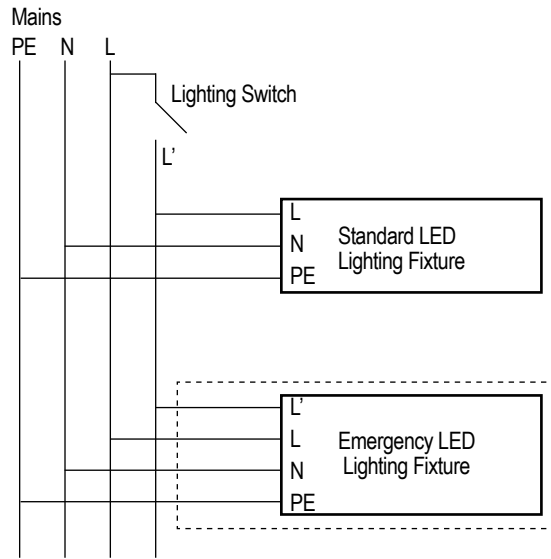 Mains
PE N L
Lighting Switch
L'
L
N
PE
Standard LED
Lighting Fixture
L'
L
N
PE
Emergency LED
Lighting Fixture